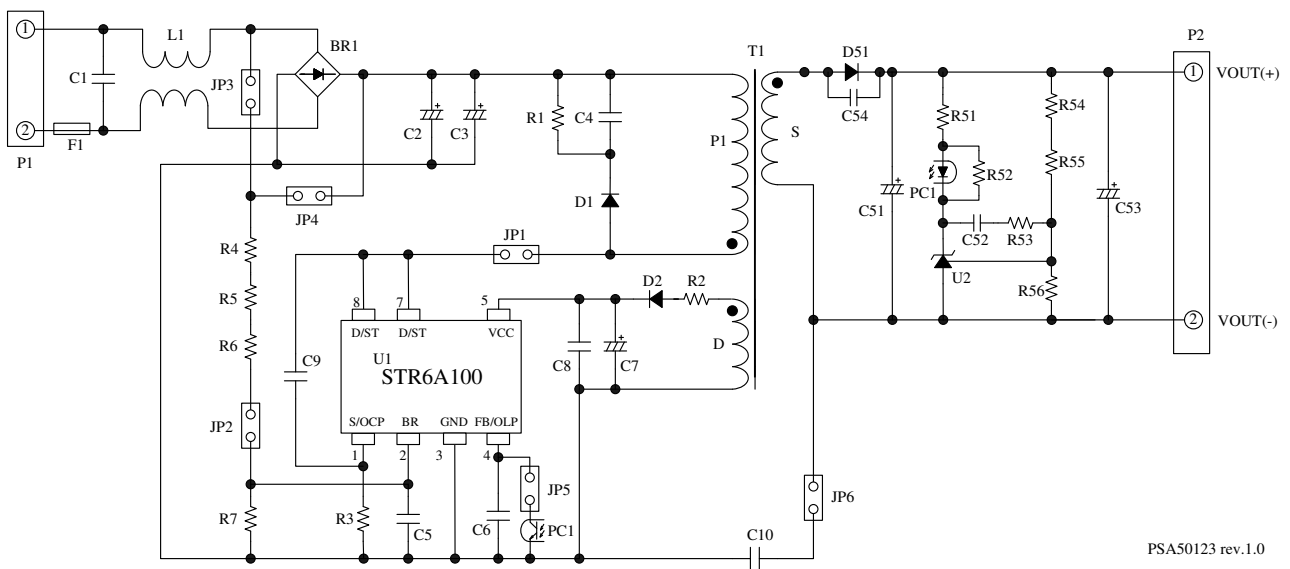 L1
BR1
T1
D51
P2
1
C1
JP3
1
VOUT(+)
C54
R54
2
F1
P1
C2
C3
R1
C4
P1
S
R51
R55
PC1
R52
C51
C53
JP4
D1
C52
R53
R4
JP1
U2
R5
D2
R2
R56
8
7
5
2
VOUT(-)
D/ST
D/ST
VCC
R6
C9
U1
STR6A100
C8
C7
D
JP2
S/OCP
BR
GND
FB/OLP
1
2
3
4
JP5
JP6
R7
R3
C5
C6
PC1
C10
PSA50123 rev.1.0